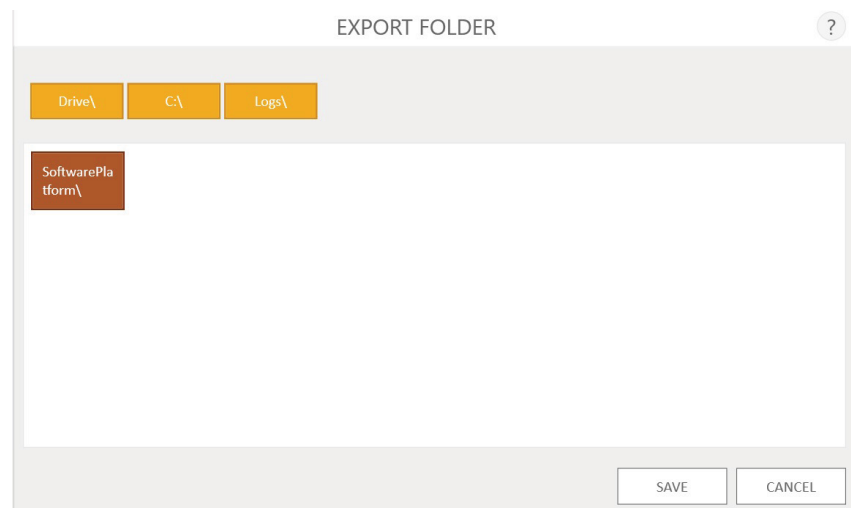 EXPORT FOLDER
?
Drive\ C:\ Logs\
SoftwarePla
tform\
SAVE CANCEL